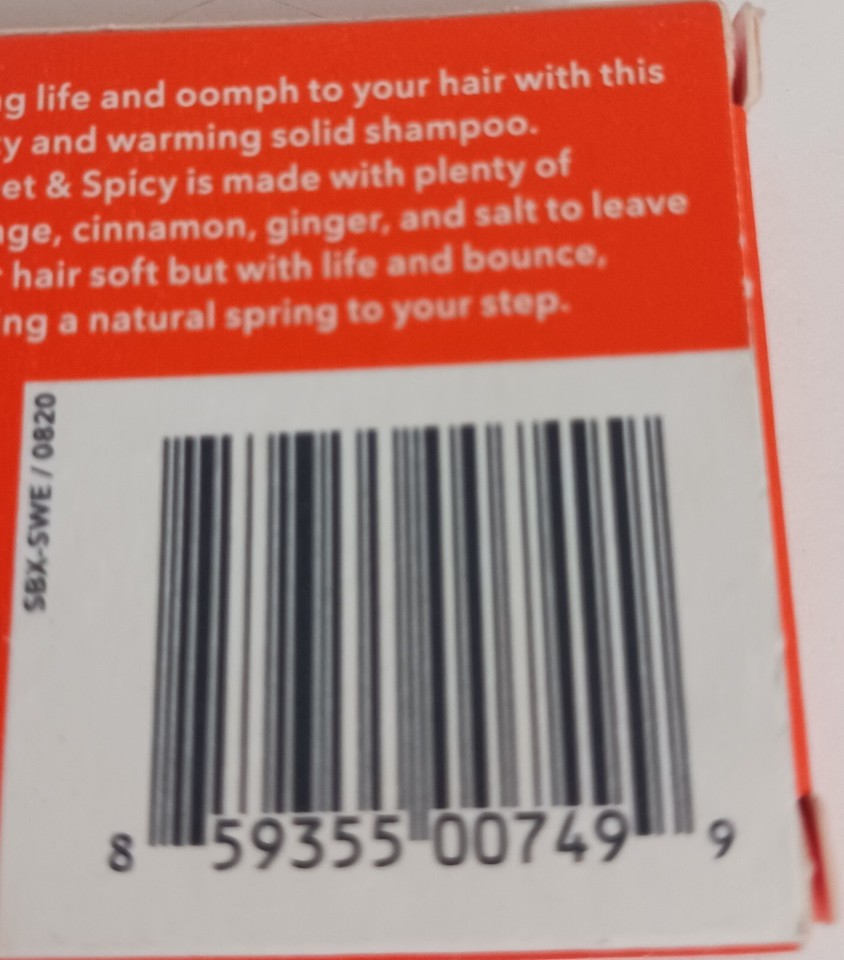 g life and oomph to your hair with this
y and warming solid shampoo.
et & Spicy is made with plenty of
ge, cinnamon, ginger, and salt to leave
hair soft but with life and bounce,
ng a natural spring to your step.
SBX-SWE / 0820
8 59355 00749 9